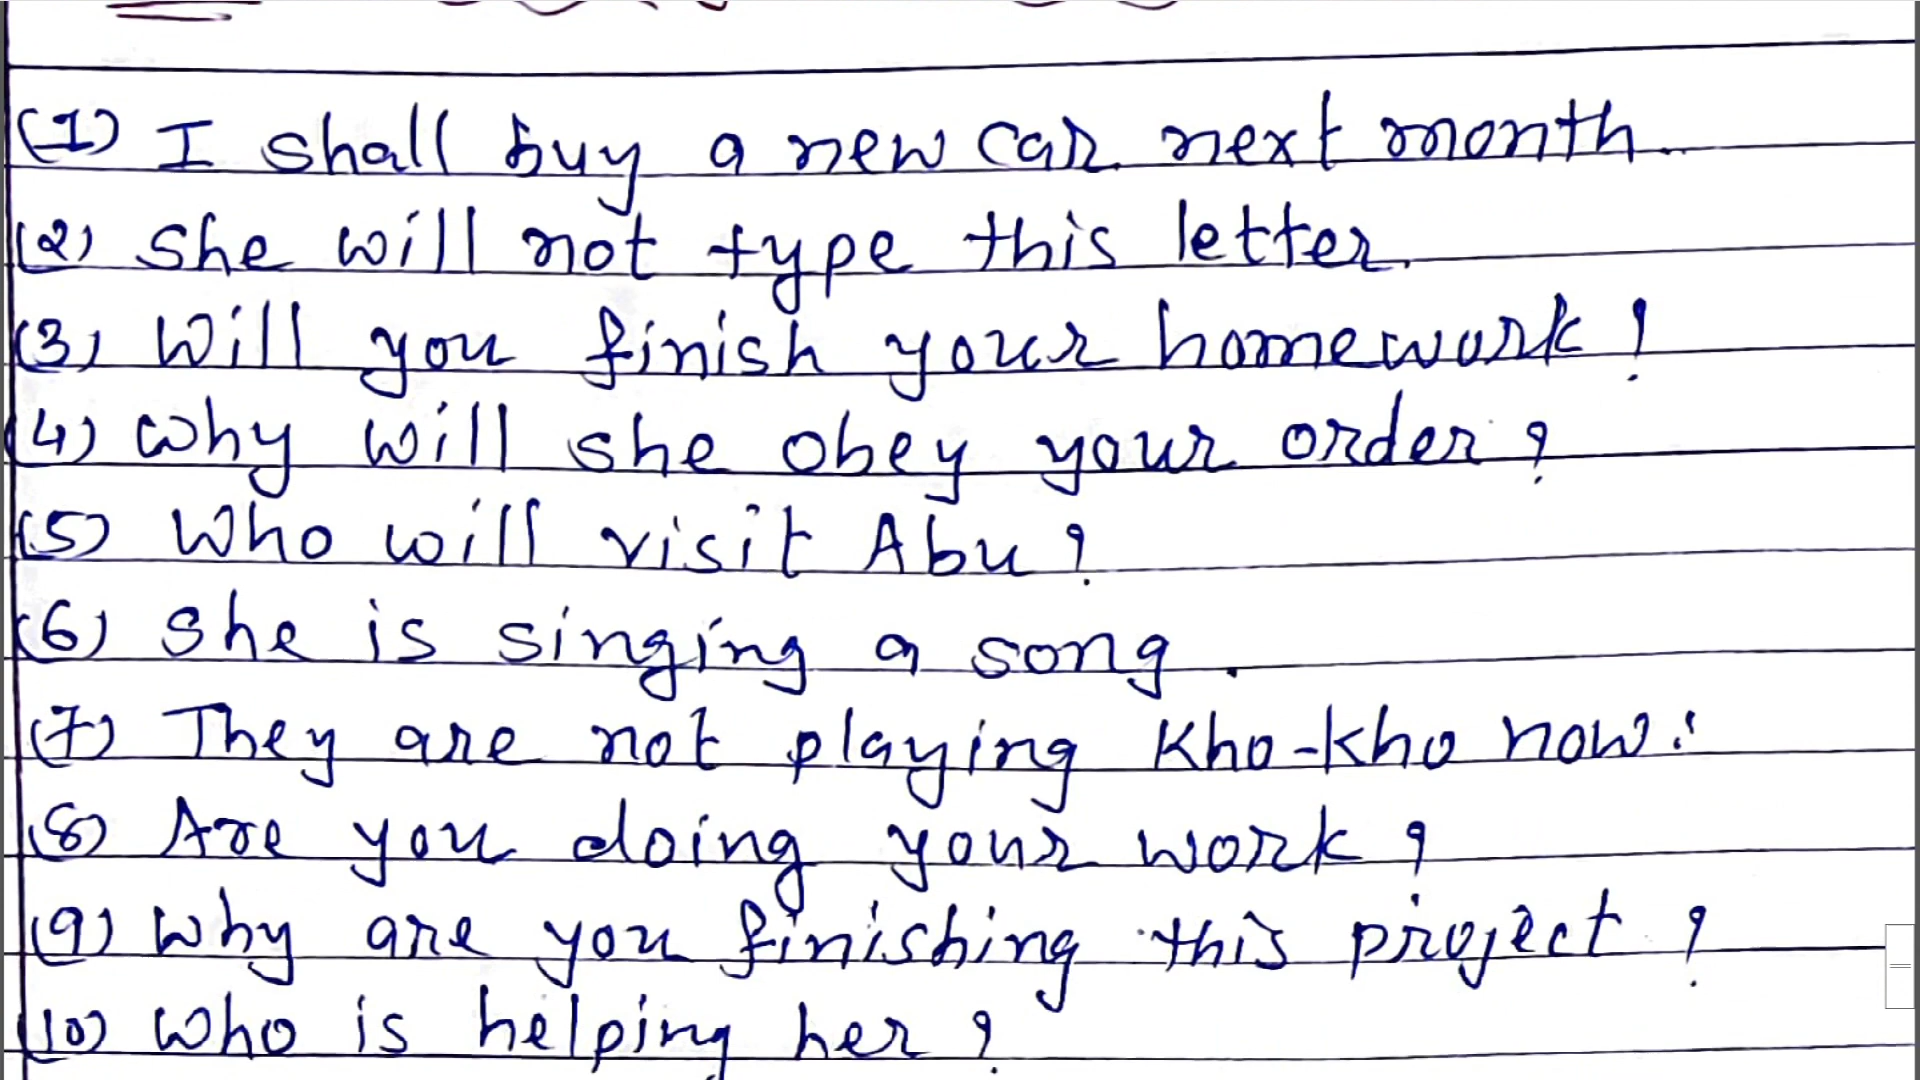 (1) I shall buy a new car next month.
(2) She will not type this letter.
(3) Will you finish your homework ?
(4) Why will she obey your order ?
(5) Who will visit Abu ?
(6) She is singing a song .
(7) They are not playing Kho-kho now.
(8) Are you doing your work ?
(9) Why are you finishing this project ?
(10) Who is helping her ?